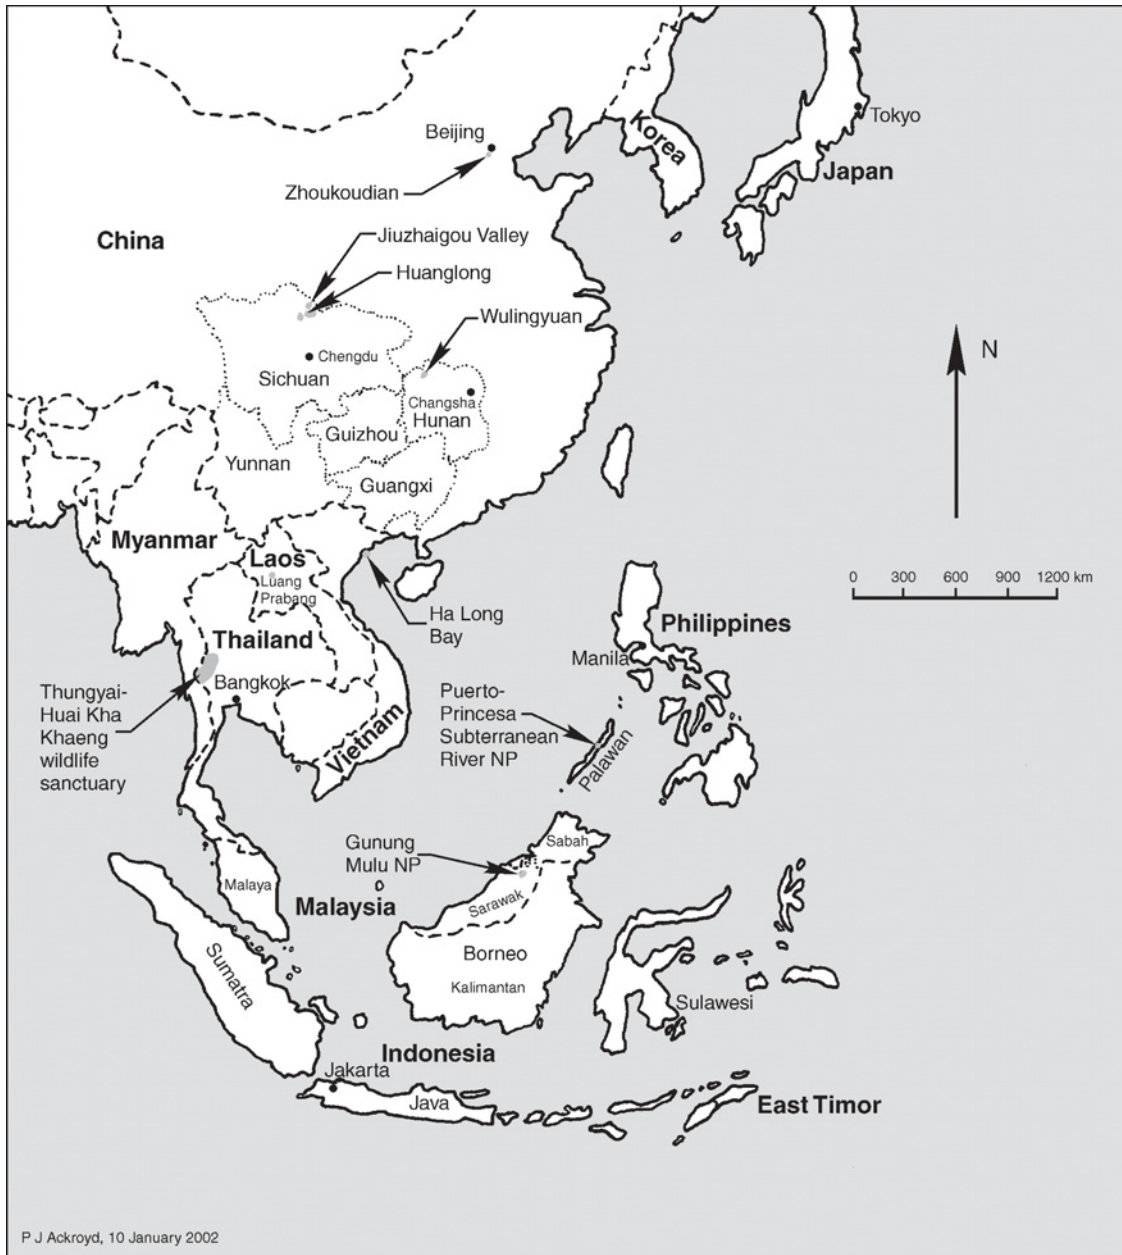 Beijing
Tokyo
Korea
Zhoukoudian
Japan
China
Jiuzhaigou Valley
Huanglong
Wulingyuan
N
Chengdu
Sichuan
Changsha
Hunan
Guizhou
Yunnan
Guangxi
Myanmar
Laos
Luang
Prabang
0 300 600 900 1200 km
Ha Long
Bay
Philippines
Thailand
Manila
Bangkok
Thungyai-
Huai Kha
Khaeng
wildlife
sanctuary
Puerto-
Princesa
Subterranean
River NP
Vietnam
Palawan
Gunung
Mulu NP
Sabah
Malaya
Sarawak
Malaysia
Borneo
Sumatra
Kalimantan
Sulawesi
Indonesia
Jakarta
Java
East Timor
P J Ackroyd, 10 January 2002